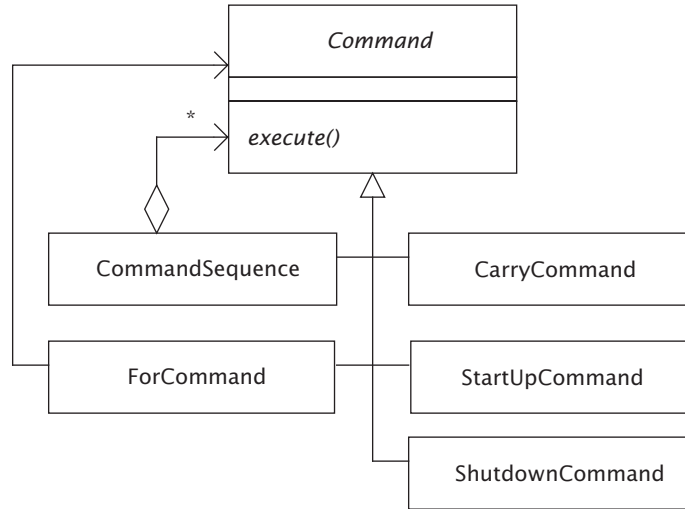 Command
*
execute()
CommandSequence
CarryCommand
ForCommand
StartUpCommand
ShutdownCommand